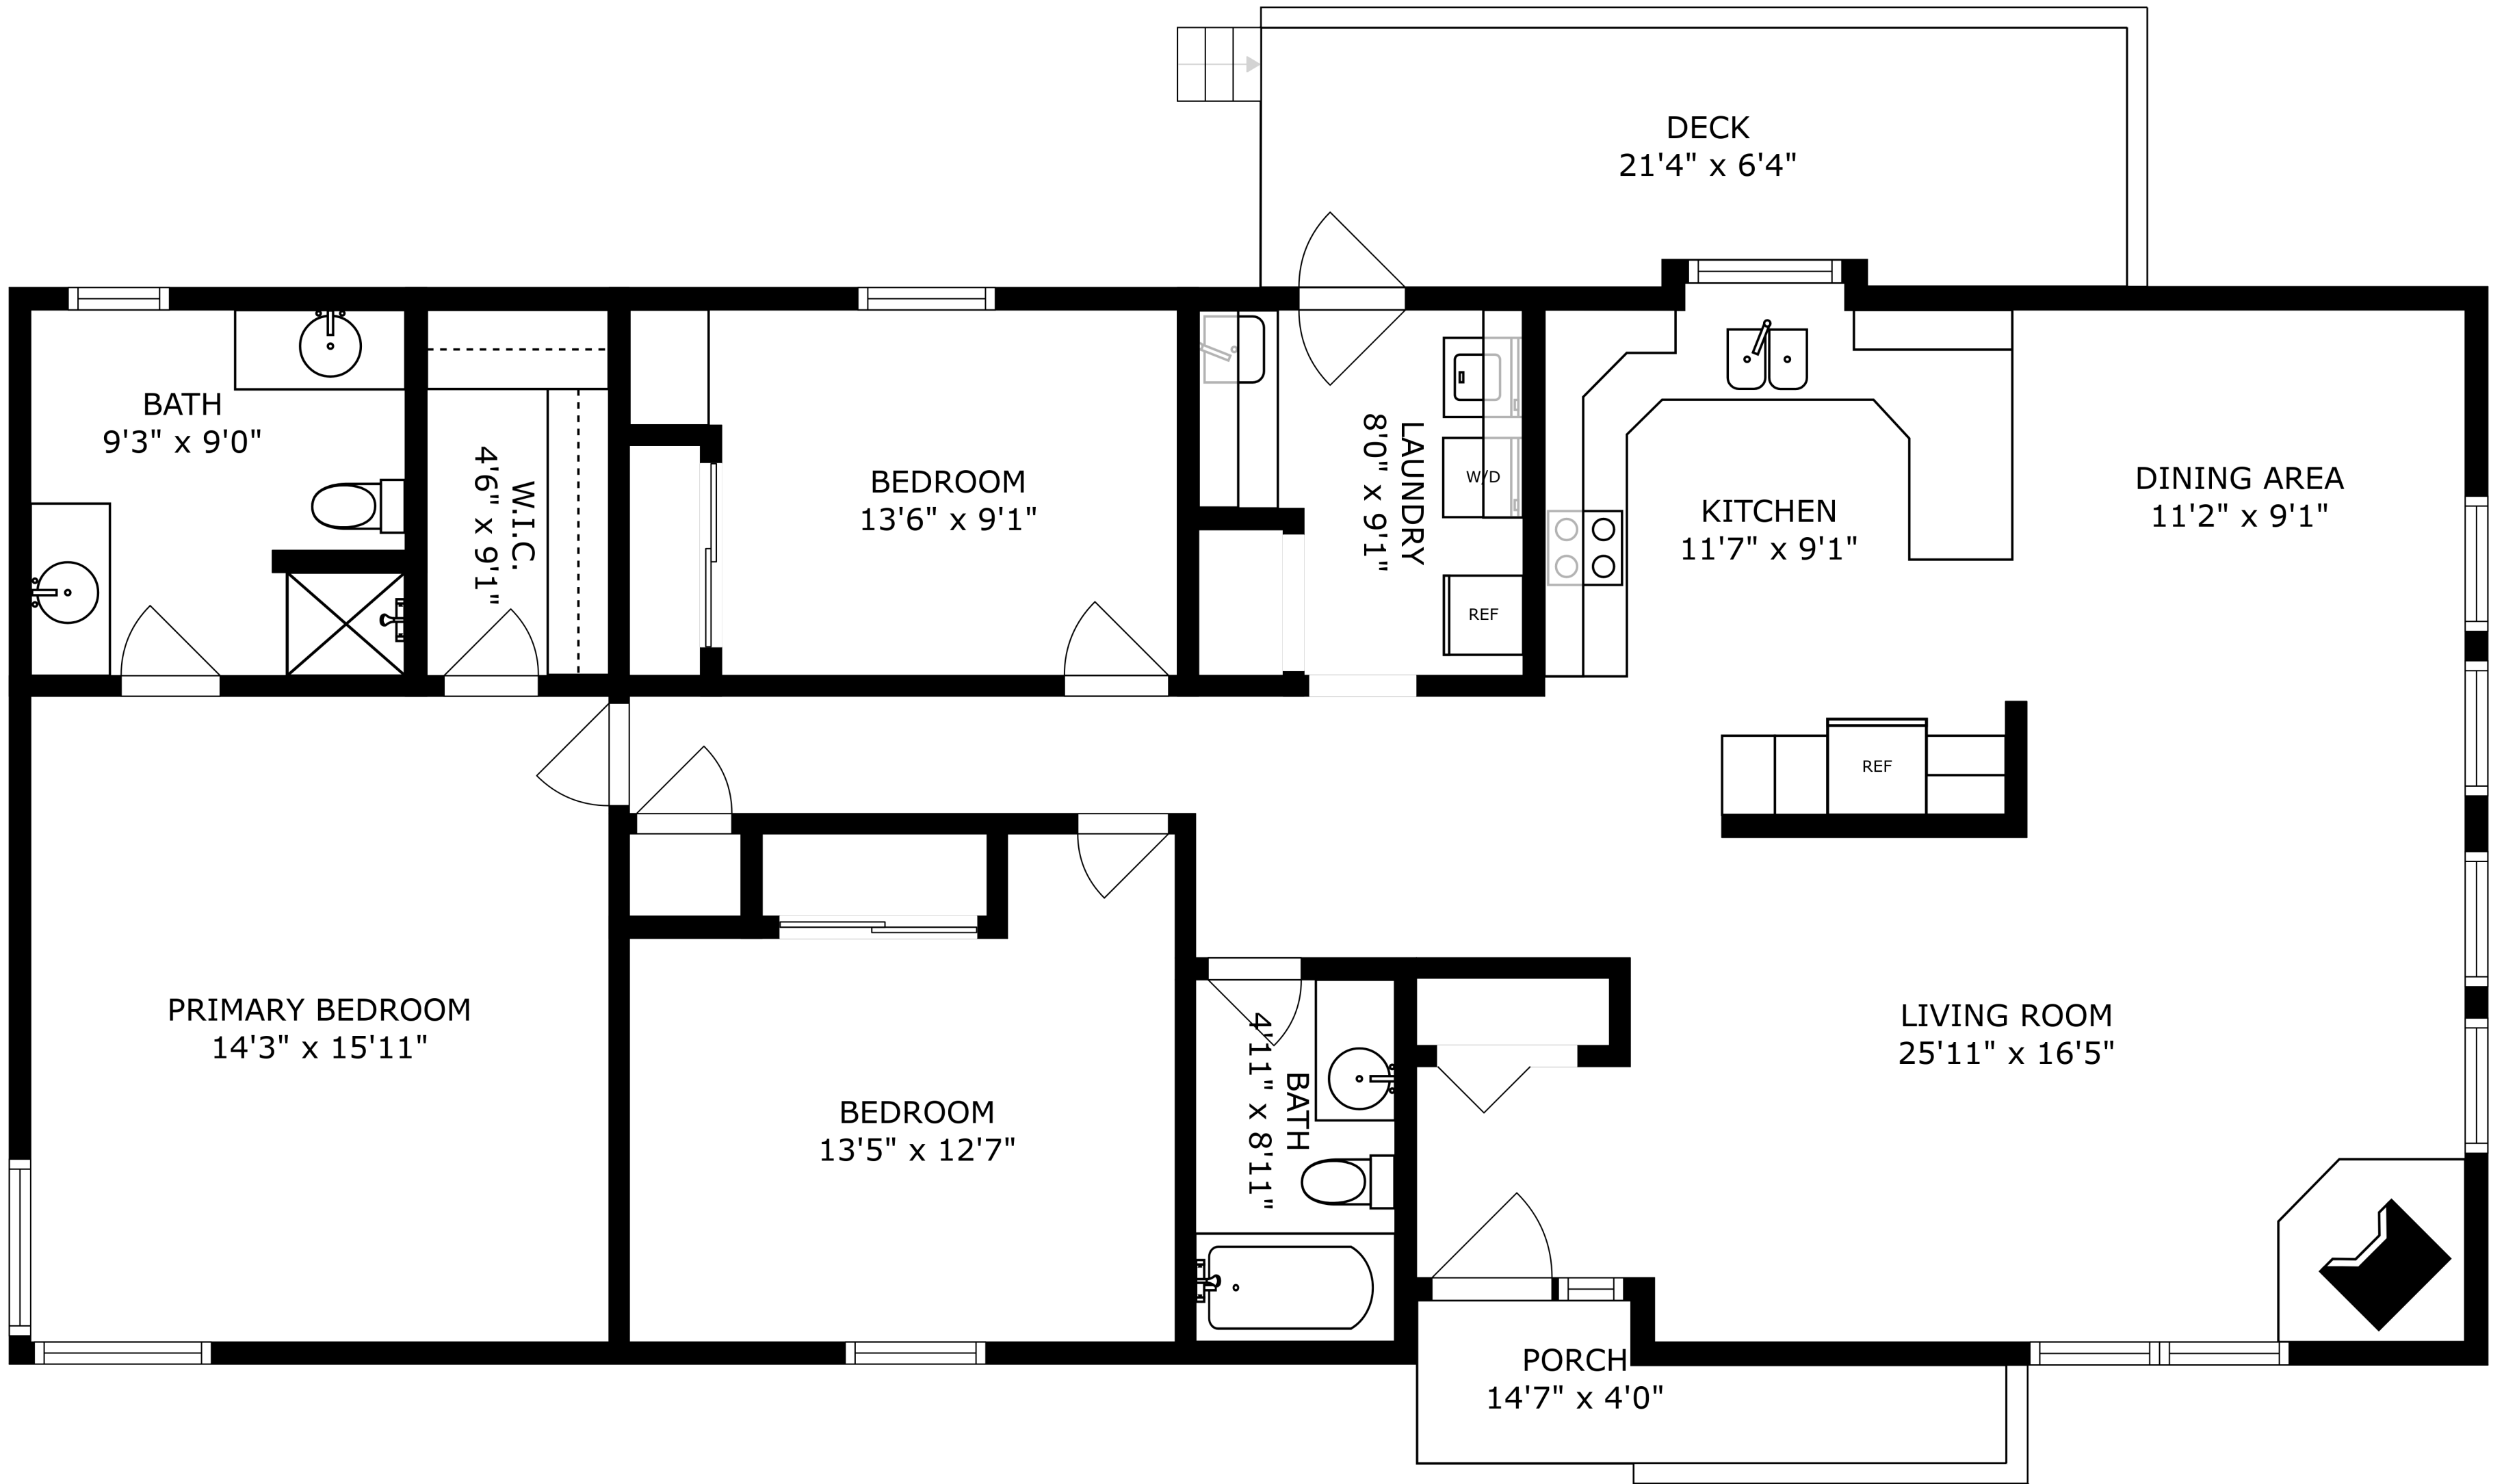 DECK
21'4" x 6'4"
BATH
9'3" x 9'0"
W.I.C.
4'6" x 9'1"
BEDROOM
13'6" x 9'1"
LAUNDRY
8'0" x 9'1"
W/D
REF
KITCHEN
11'7" x 9'1"
DINING AREA
11'2" x 9'1"
REF
PRIMARY BEDROOM
14'3" x 15'11"
BEDROOM
13'5" x 12'7"
BATH
4'11" x 8'11"
LIVING ROOM
25'11" x 16'5"
PORCH
14'7" x 4'0"